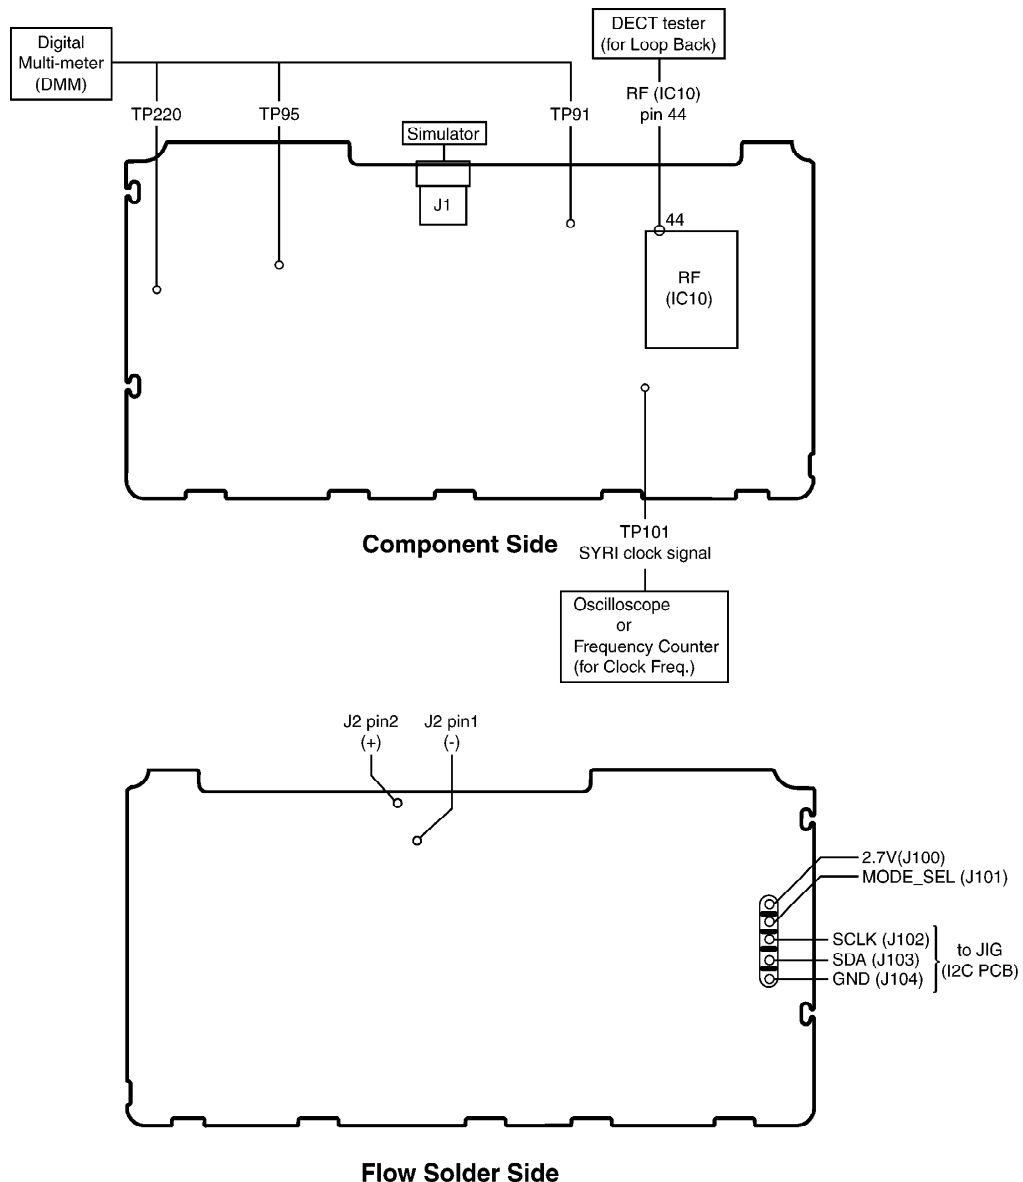 Digital
Multi-meter
(DMM)
DECT tester
(for Loop Back)
RF (IC10)
pin 44
TP220
TP95
TP91
Simulator
J1
44
RF
(IC10)
TP101
SYRI clock signal
Component Side
Oscilloscope
or
Frequency Counter
(for Clock Freq.)
J2 pin2
(+)
J2 pin1
(-)
2.7V(J100)
MODE_SEL (J101)
SCLK (J102)
SDA (J103)
GND (J104)
to JIG
(I2C PCB)
Flow Solder Side